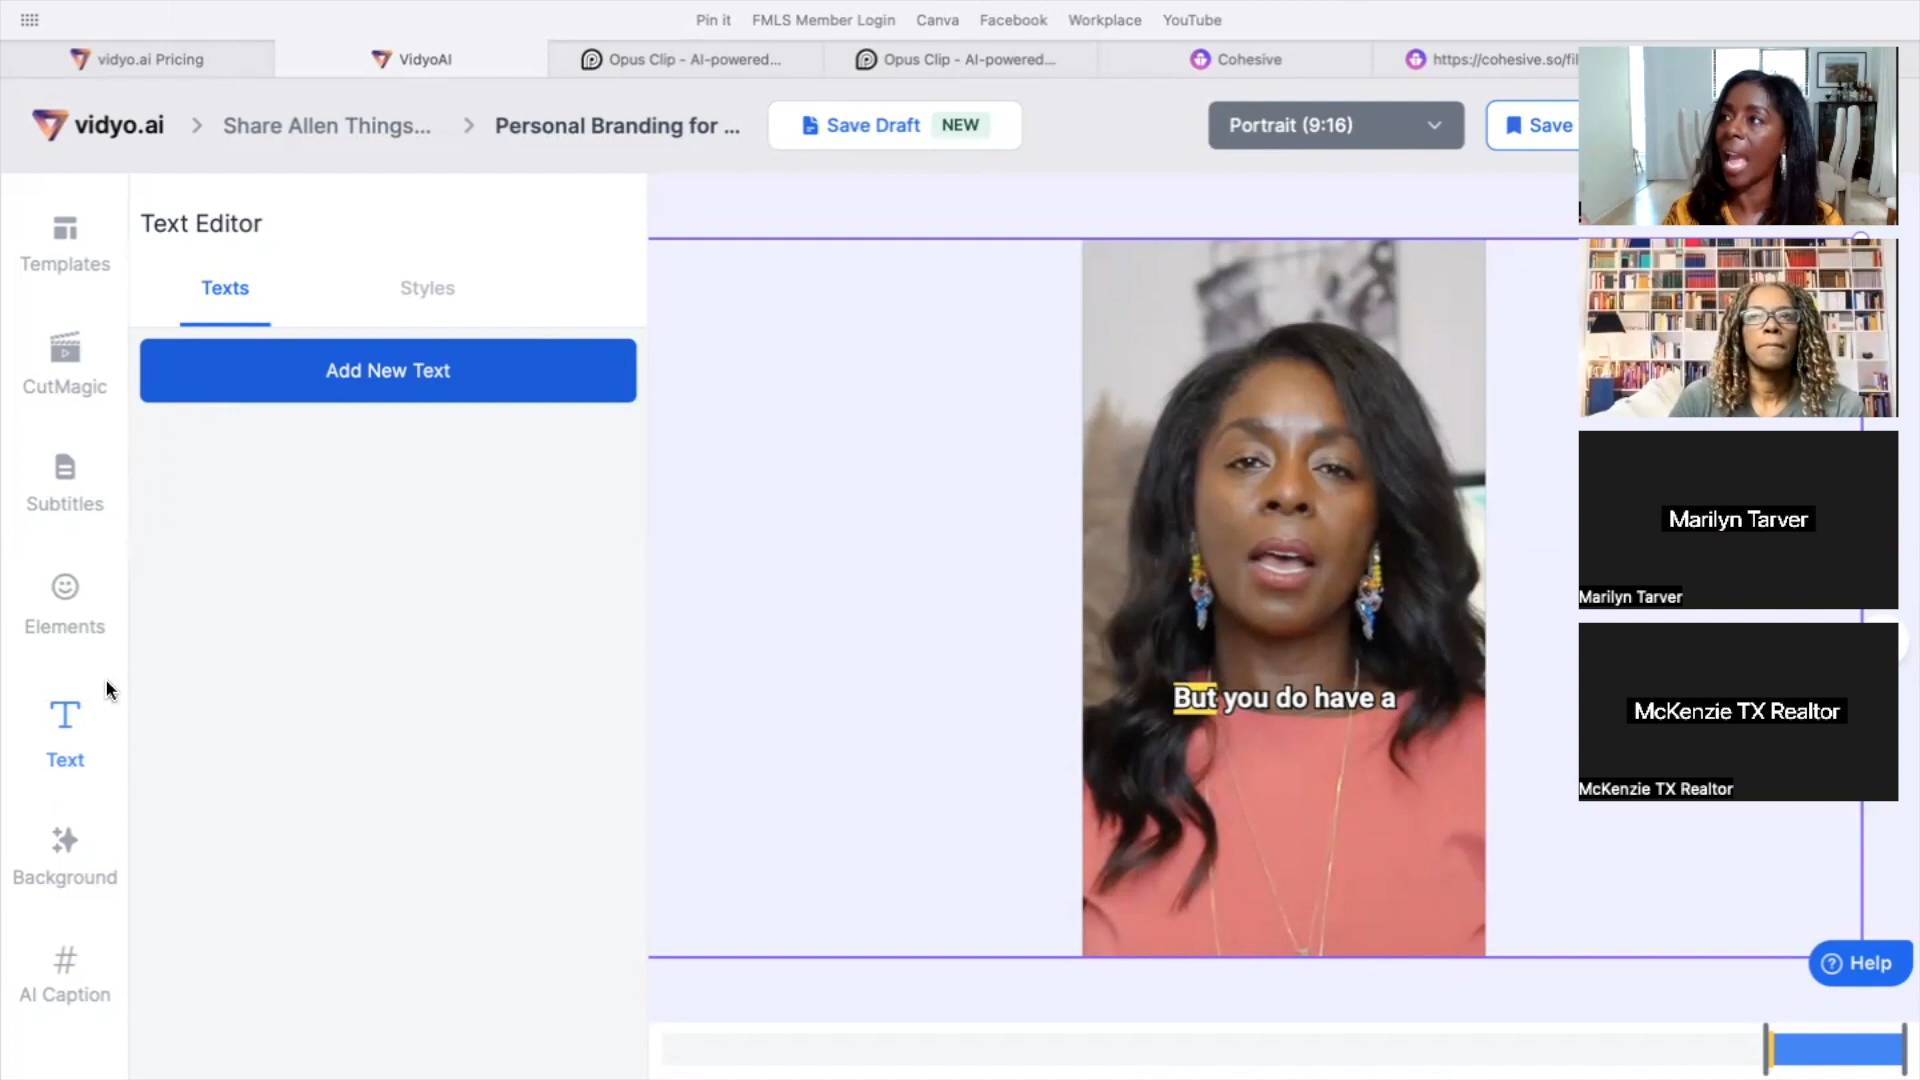 Pin it FMLS Member Login Canva Facebook Workplace YouTube
vidyo.ai Pricing VidyoAI Opus Clip - AI-powered... Opus Clip - AI-powered... Cohesive https://cohesive.so/fil
vidyo.ai Share Allen Things... Personal Branding for ... Save Draft NEW Portrait (9:16) Save
Templates
CutMagic
Subtitles
Elements
Text
Background
AI Caption
Text Editor
Texts Styles
Add New Text
But you do have a
Marilyn Tarver
Marilyn Tarver
McKenzie TX Realtor
McKenzie TX Realtor
Help